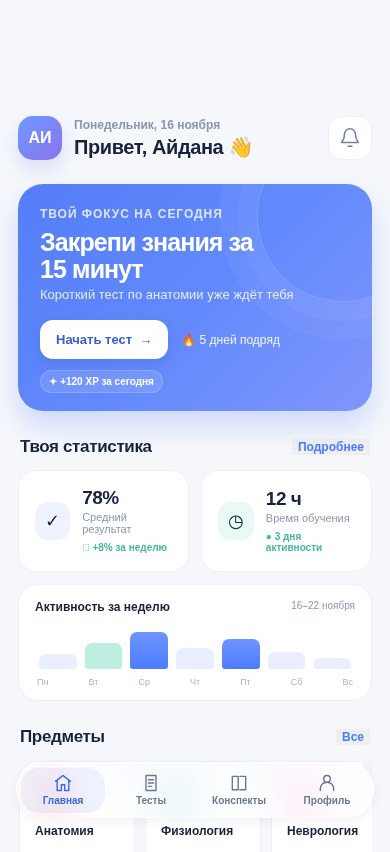 АИ
Понедельник, 16 ноября
Привет, Айдана 👋
ТВОЙ ФОКУС НА СЕГОДНЯ
Закрепи знания за
15 минут
Короткий тест по анатомии уже ждёт тебя
Начать тест →
🔥 5 дней подряд
✦ +120 XP за сегодня
Твоя статистика
Подробнее
✓
78%
Средний
результат
+8% за неделю
◷
12 ч
Время обучения
● 3 дня
активности
Активность за неделю
16–22 ноября
Пн Вт Ср Чт Пт Сб Вс
Предметы
Все
Главная
Тесты
Конспекты
Профиль
Анатомия
Физиология
Неврология